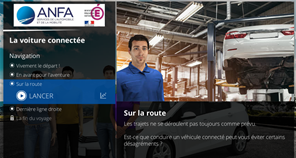 ANFA
La voiture connectée
Navigation
Vivement le départ !
En avant pour l'aventure
Sur la route
LANCER
Dernière ligne droite
La fin du voyage
Sur la route
Les trajets ne se déroulent pas toujours comme prévu.
Est-ce que conduire un véhicule connecté peut vous éviter certains
désagréments ?